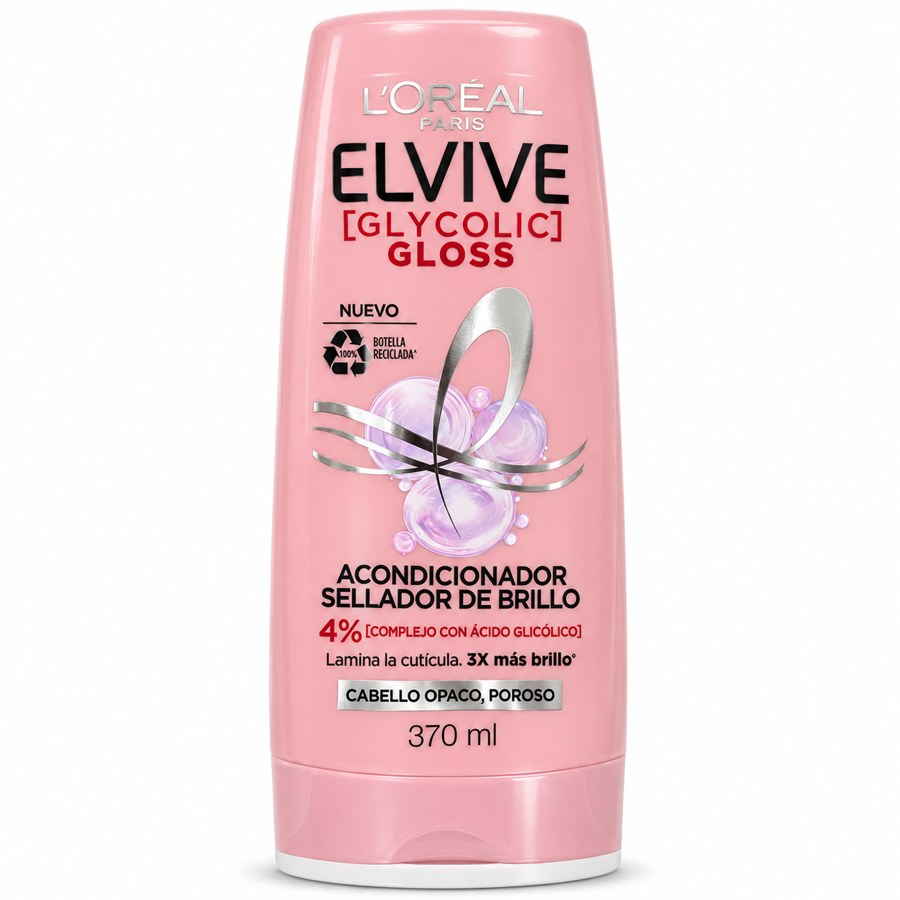 L'ORÉAL
PARIS
ELVIVE
[GLYCOLIC]
GLOSS
NUEVO
100%
BOTELLA
RECICLADA^
ACONDICIONADOR
SELLADOR DE BRILLO
4% [COMPLEJO CON ÁCIDO GLICÓLICO]
Lamina la cutícula. 3X más brillo°
CABELLO OPACO, POROSO
370 ml